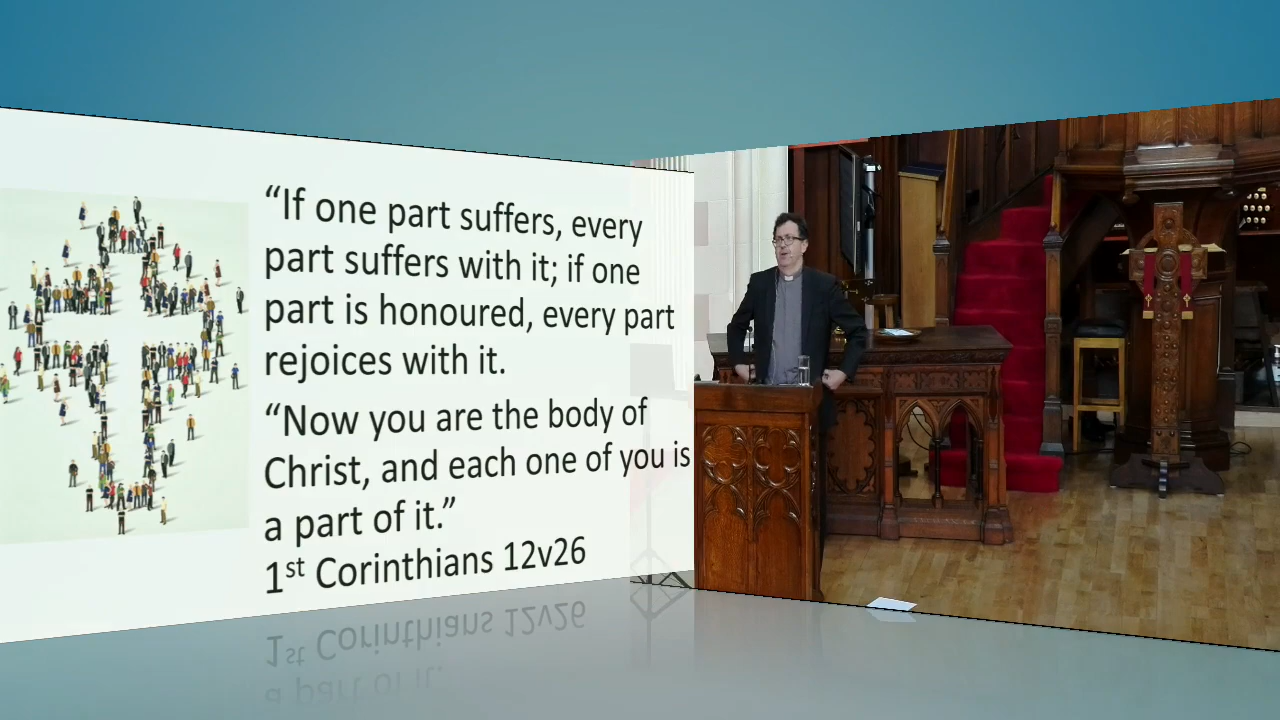 “If one part suffers, every
part suffers with it; if one
part is honoured, every part
rejoices with it.
“Now you are the body of
Christ, and each one of you is
a part of it.”
1st Corinthians 12v26